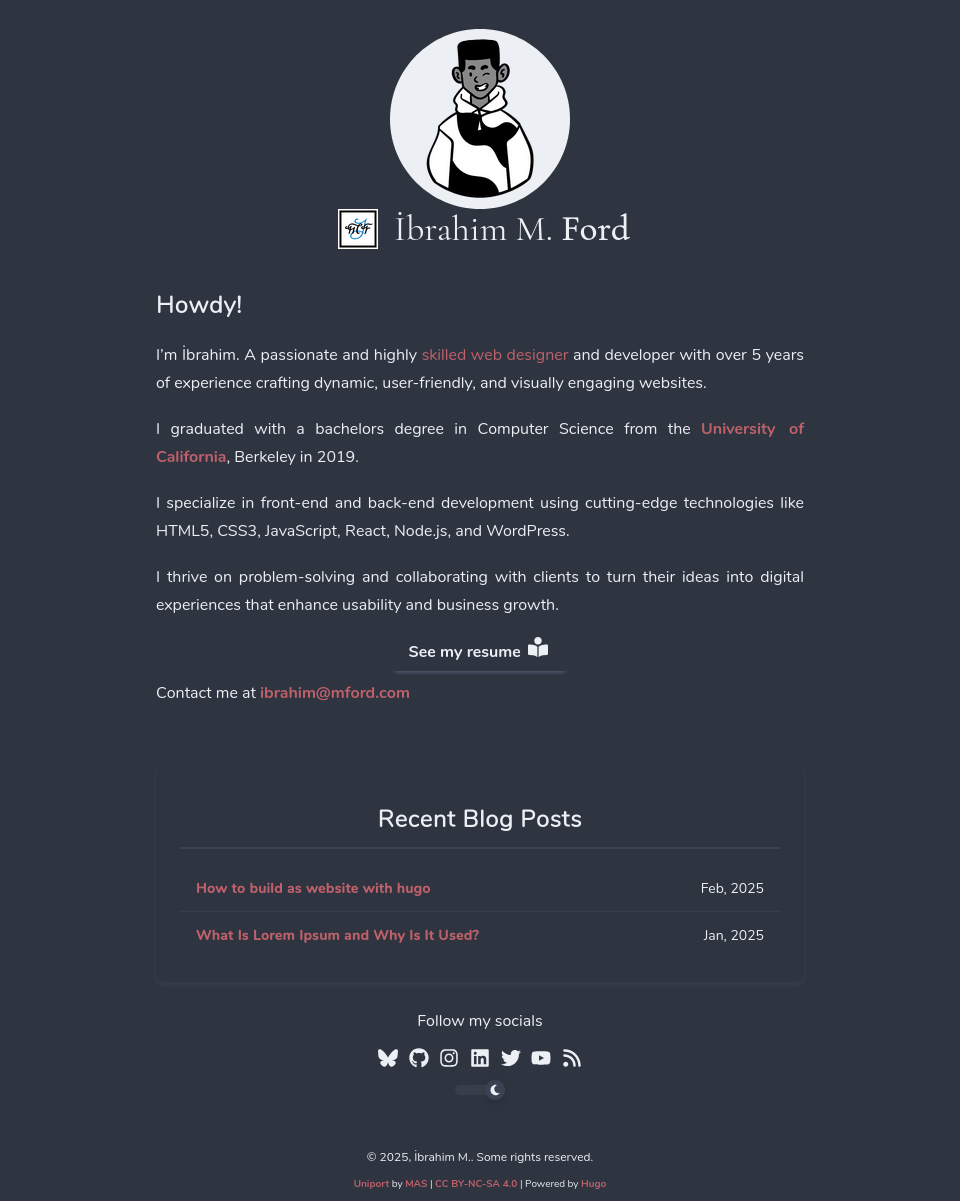 İbrahim M. Ford
Howdy!
I'm İbrahim. A passionate and highly skilled web designer and developer with over 5 years
of experience crafting dynamic, user-friendly, and visually engaging websites.
I graduated with a bachelors degree in Computer Science from the University of
California, Berkeley in 2019.
I specialize in front-end and back-end development using cutting-edge technologies like
HTML5, CSS3, JavaScript, React, Node.js, and WordPress.
I thrive on problem-solving and collaborating with clients to turn their ideas into digital
experiences that enhance usability and business growth.
See my resume
Contact me at ibrahim@mford.com
Recent Blog Posts
How to build as website with hugo Feb, 2025
What Is Lorem Ipsum and Why Is It Used? Jan, 2025
Follow my socials
© 2025, İbrahim M.. Some rights reserved.
Uniport by MAS | CC BY-NC-SA 4.0 | Powered by Hugo